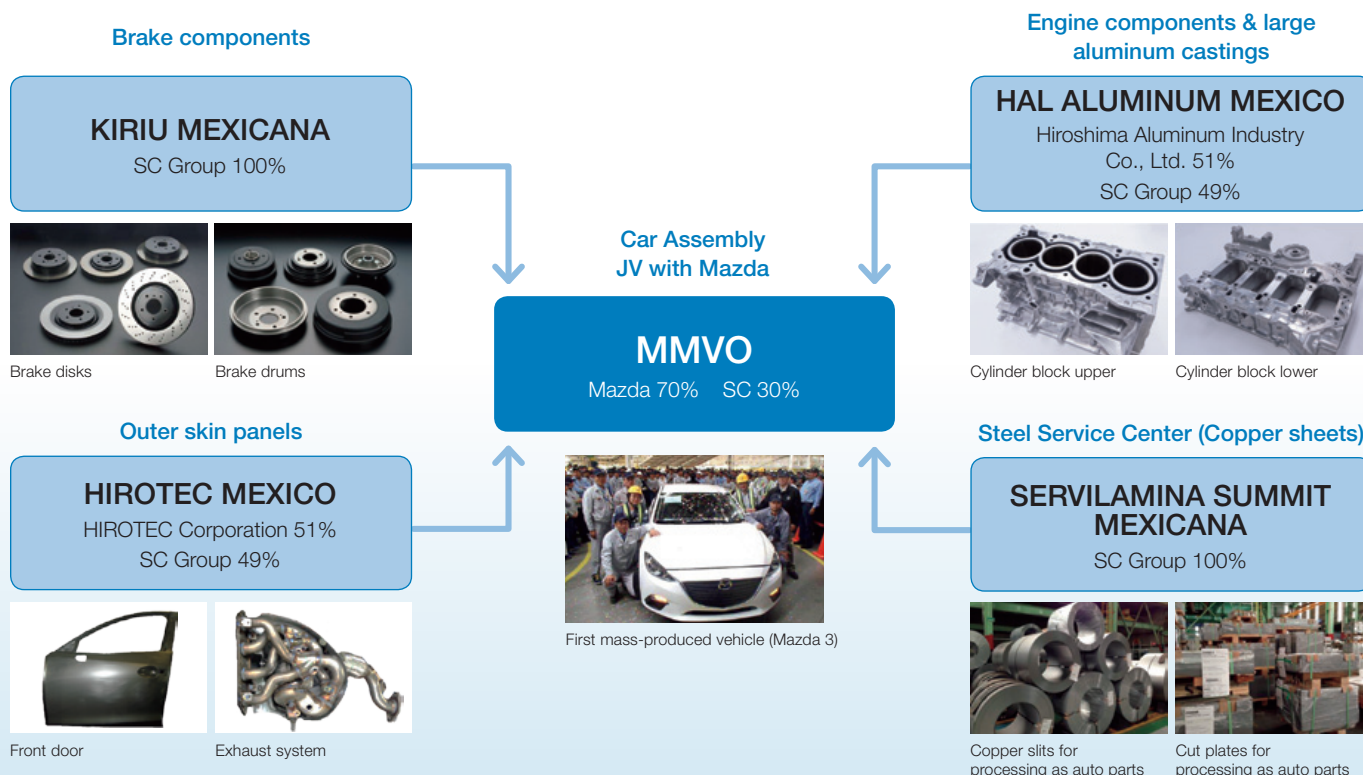 Brake components
KIRIU MEXICANA
SC Group 100%
Brake disks
Brake drums
Outer skin panels
HIROTEC MEXICO
HIROTEC Corporation 51%
SC Group 49%
Front door
Exhaust system
Car Assembly
JV with Mazda
MMVO
Mazda 70% SC 30%
First mass-produced vehicle (Mazda 3)
Engine components & large
aluminum castings
HAL ALUMINUM MEXICO
Hiroshima Aluminum Industry
Co., Ltd. 51%
SC Group 49%
Cylinder block upper
Cylinder block lower
Steel Service Center (Copper sheets)
SERVILAMINA SUMMIT
MEXICANA
SC Group 100%
Copper slits for
processing as auto parts
Cut plates for
processing as auto parts